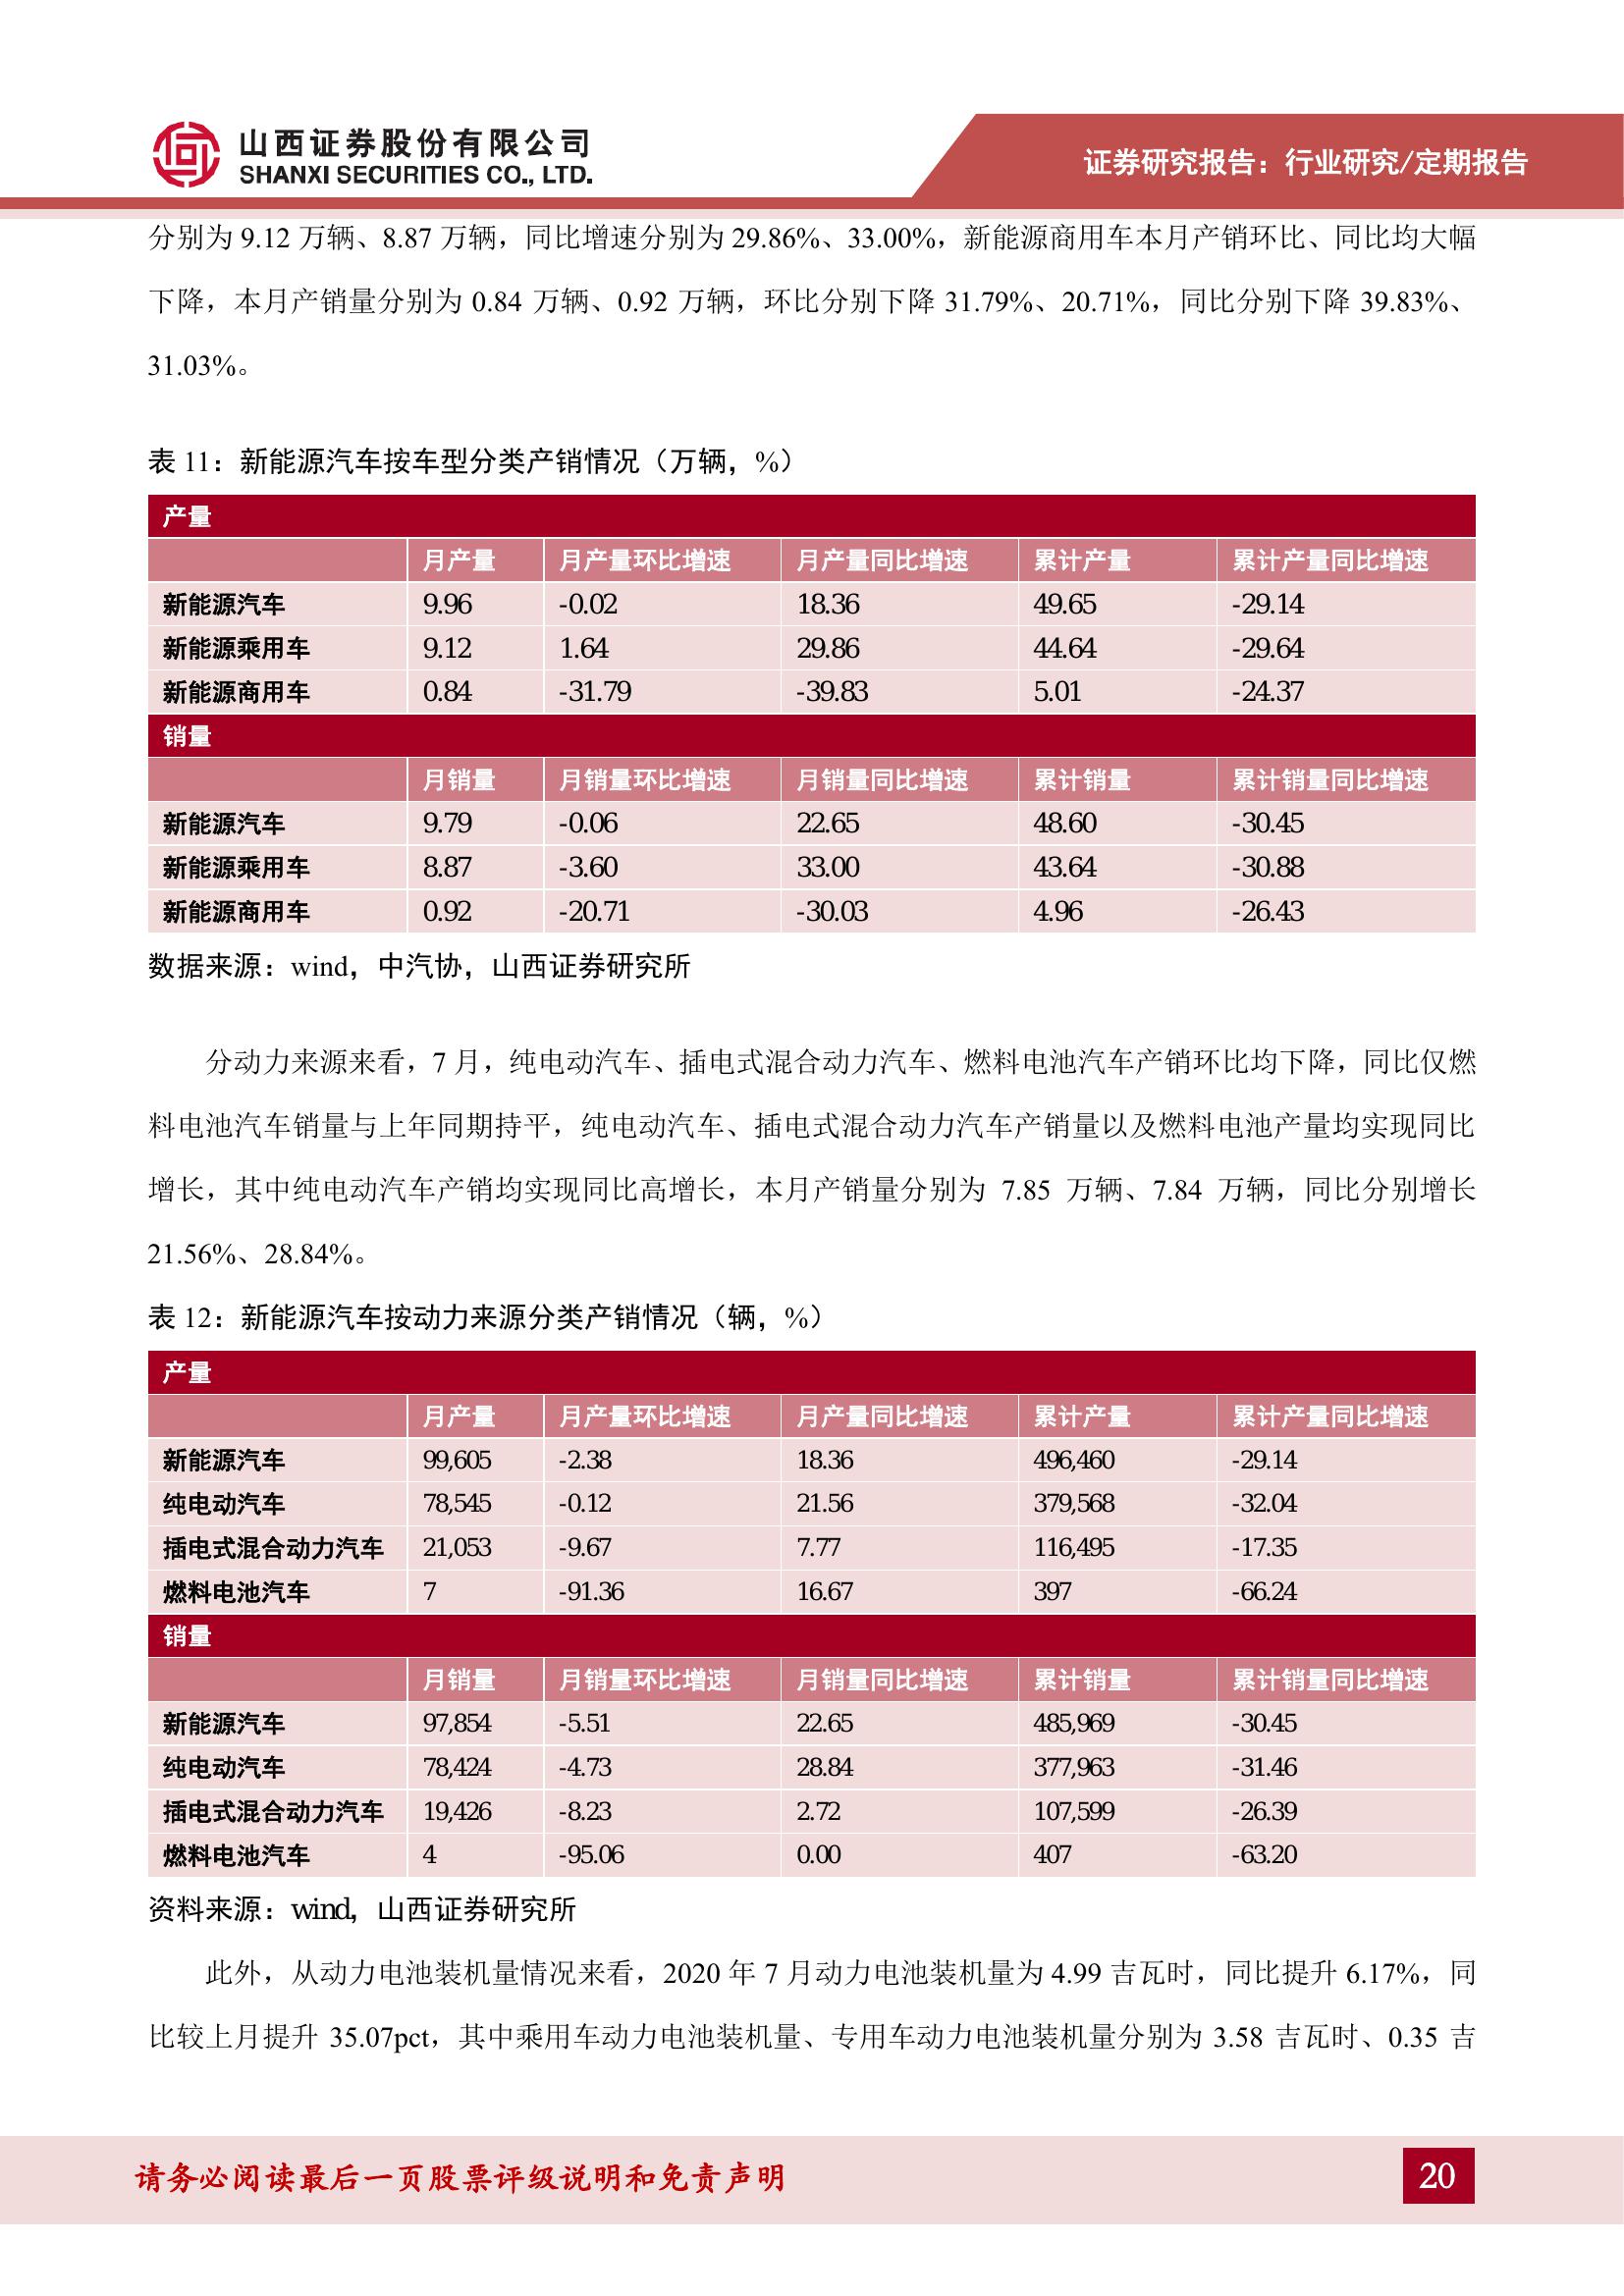 山西证券股份有限公司
SHANXI SECURITIES CO., LTD.
证券研究报告：行业研究/定期报告
分别为 9.12 万辆、8.87 万辆，同比增速分别为 29.86%、33.00%，新能源商用车本月产销环比、同比均大幅
下降，本月产销量分别为 0.84 万辆、0.92 万辆，环比分别下降 31.79%、20.71%，同比分别下降 39.83%、
31.03%。
表 11：新能源汽车按车型分类产销情况（万辆，%）
产量
月产量 月产量环比增速 月产量同比增速 累计产量 累计产量同比增速
新能源汽车 9.96 -0.02 18.36 49.65 -29.14
新能源乘用车 9.12 1.64 29.86 44.64 -29.64
新能源商用车 0.84 -31.79 -39.83 5.01 -24.37
销量
月销量 月销量环比增速 月销量同比增速 累计销量 累计销量同比增速
新能源汽车 9.79 -0.06 22.65 48.60 -30.45
新能源乘用车 8.87 -3.60 33.00 43.64 -30.88
新能源商用车 0.92 -20.71 -30.03 4.96 -26.43
数据来源：wind，中汽协，山西证券研究所
分动力来源来看，7 月，纯电动汽车、插电式混合动力汽车、燃料电池汽车产销环比均下降，同比仅燃
料电池汽车销量与上年同期持平，纯电动汽车、插电式混合动力汽车产销量以及燃料电池产量均实现同比
增长，其中纯电动汽车产销均实现同比高增长，本月产销量分别为 7.85 万辆、7.84 万辆，同比分别增长
21.56%、28.84%。
表 12：新能源汽车按动力来源分类产销情况（辆，%）
产量
月产量 月产量环比增速 月产量同比增速 累计产量 累计产量同比增速
新能源汽车 99,605 -2.38 18.36 496,460 -29.14
纯电动汽车 78,545 -0.12 21.56 379,568 -32.04
插电式混合动力汽车 21,053 -9.67 7.77 116,495 -17.35
燃料电池汽车 7 -91.36 16.67 397 -66.24
销量
月销量 月销量环比增速 月销量同比增速 累计销量 累计销量同比增速
新能源汽车 97,854 -5.51 22.65 485,969 -30.45
纯电动汽车 78,424 -4.73 28.84 377,963 -31.46
插电式混合动力汽车 19,426 -8.23 2.72 107,599 -26.39
燃料电池汽车 4 -95.06 0.00 407 -63.20
资料来源：wind，山西证券研究所
此外，从动力电池装机量情况来看，2020 年 7 月动力电池装机量为 4.99 吉瓦时，同比提升 6.17%，同
比较上月提升 35.07pct，其中乘用车动力电池装机量、专用车动力电池装机量分别为 3.58 吉瓦时、0.35 吉
请务必阅读最后一页股票评级说明和免责声明
20